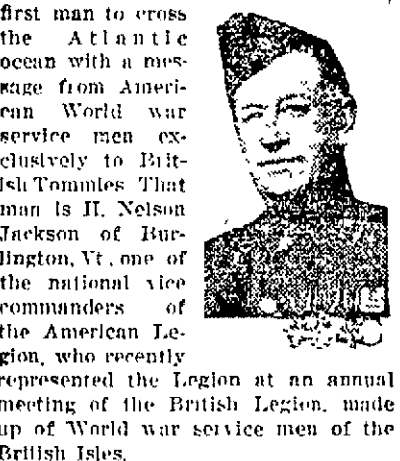 first man to cross
the Atlantic
ocean with a mes-
sage from Ameri-
can World war
service men ex-
clusively to Brit-
ish Tommies That
man is H. Nelson
Jackson of Bur-
lington, Vt., one of
the national vice
commanders of
the American Le-
gion, who recently
represented the Legion at an annual
meeting of the British Legion, made
up of World war service men of the
British Isles.